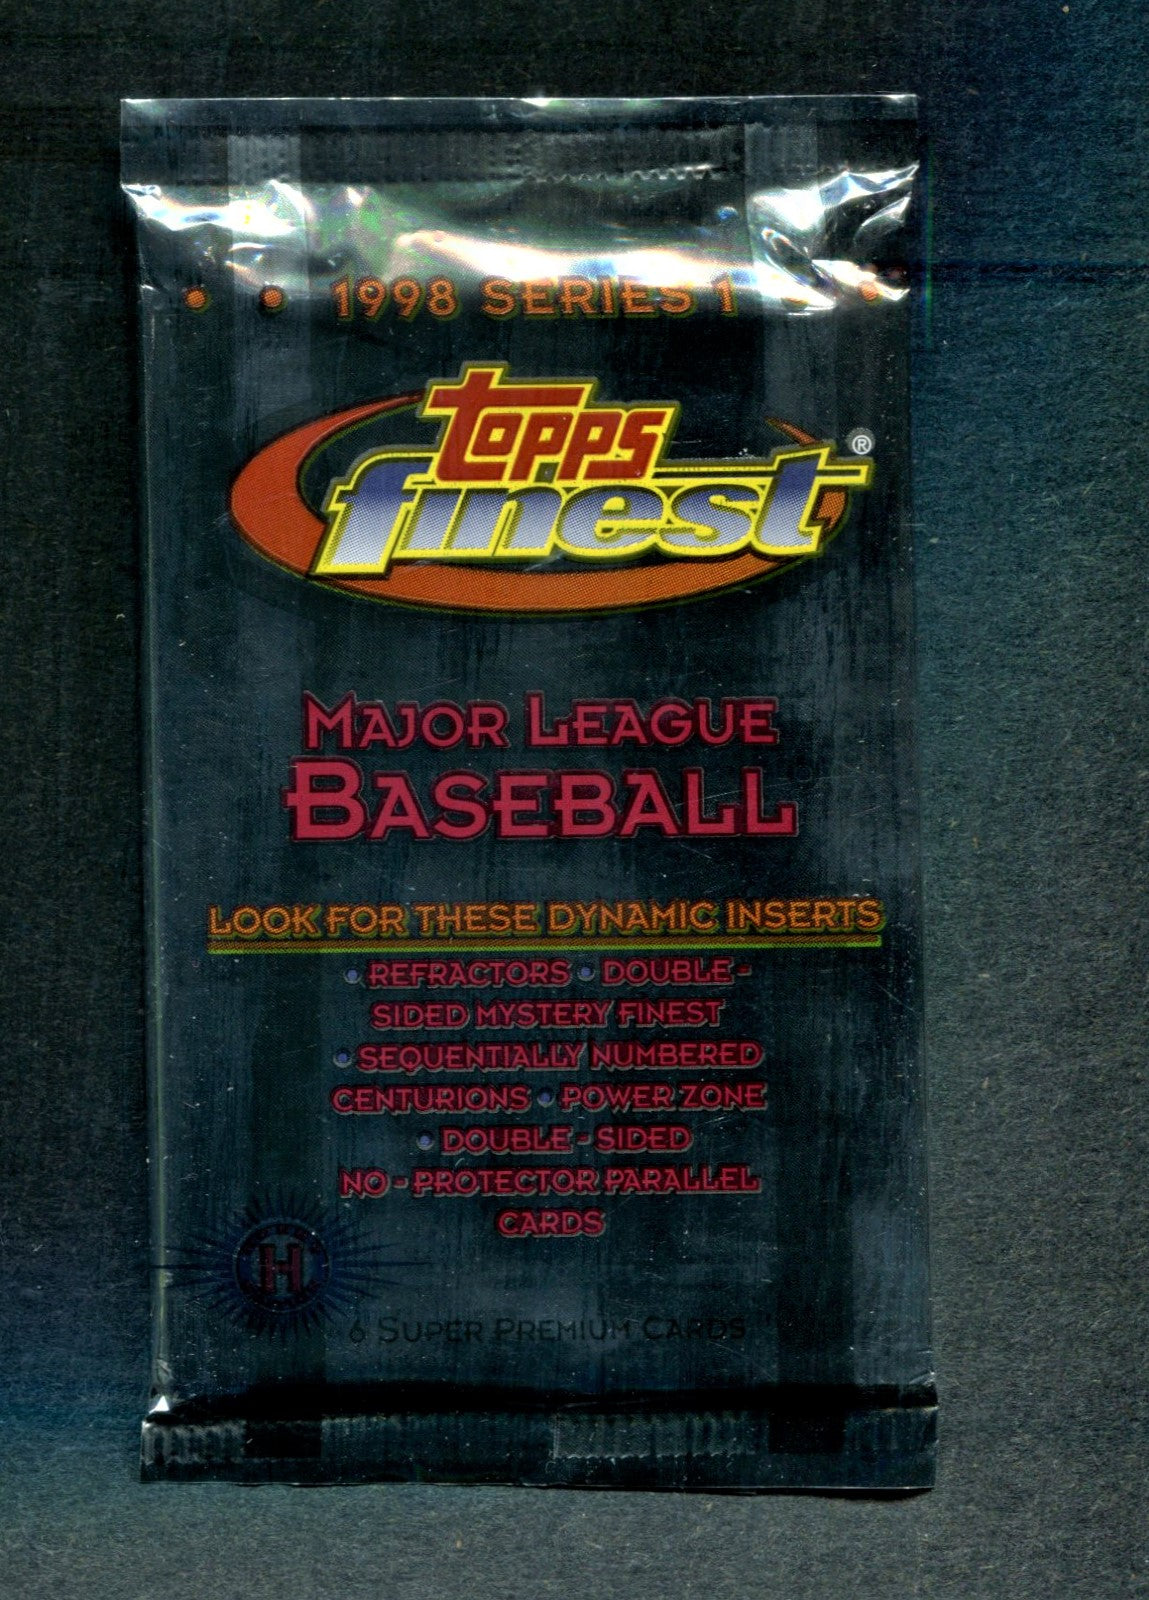 • • 1998 SERIES 1 • •
topps
finest®
MAJOR LEAGUE
BASEBALL
LOOK FOR THESE DYNAMIC INSERTS
• REFRACTORS • DOUBLE-
SIDED MYSTERY FINEST
• SEQUENTIALLY NUMBERED
CENTURIONS • POWER ZONE
• DOUBLE - SIDED
NO - PROTECTOR PARALLEL
CARDS
H
6 SUPER PREMIUM CARDS